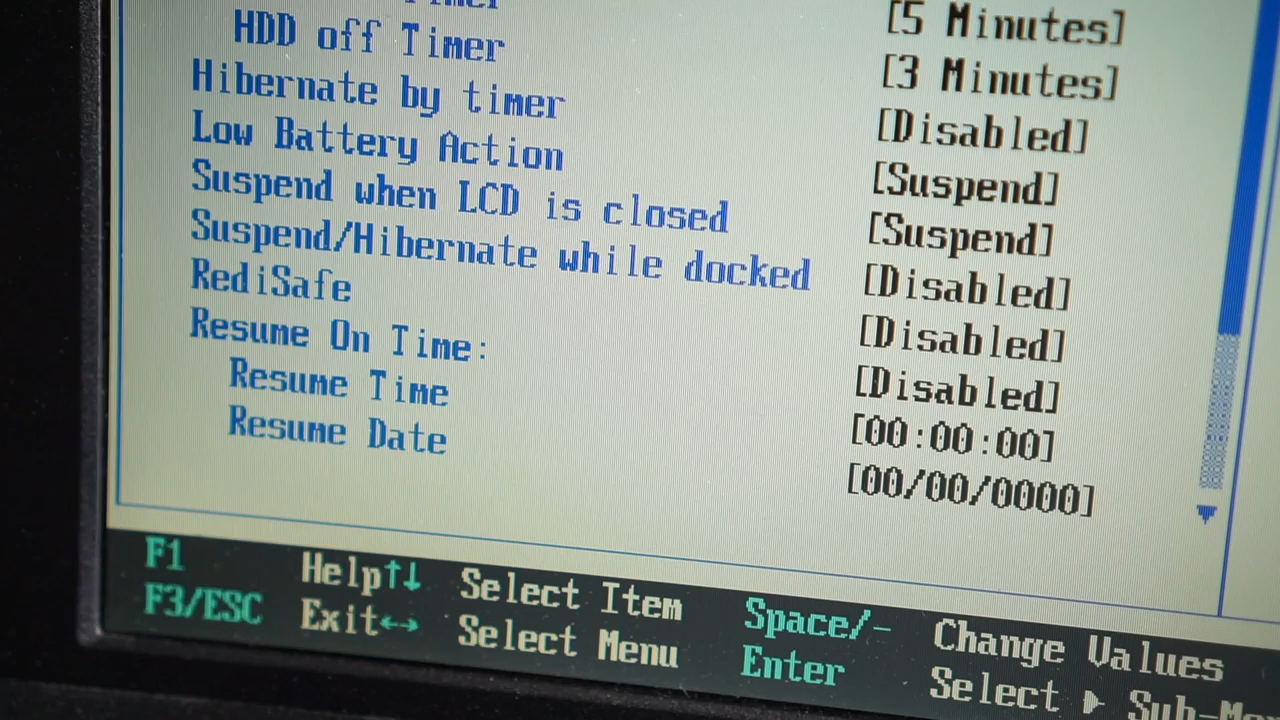 [5 Minutes]
HDD off Timer [3 Minutes]
Hibernate by timer [Disabled]
Low Battery Action [Suspend]
Suspend when LCD is closed [Suspend]
Suspend/Hibernate while docked [Disabled]
RediSafe [Disabled]
Resume On Time: [Disabled]
Resume Time [00:00:00]
Resume Date [00/00/0000]
F1 Help ↑↓ Select Item Space/- Change Values
F3/ESC Exit ↔ Select Menu Enter Select ▶